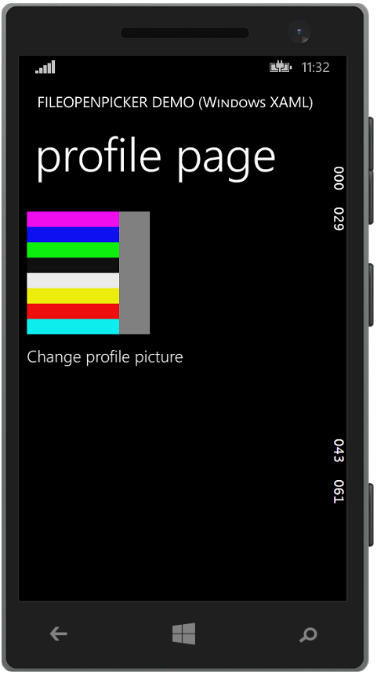 11:32
FILEOPENPICKER DEMO (Windows XAML)
profile page
Change profile picture
000 029
043 061